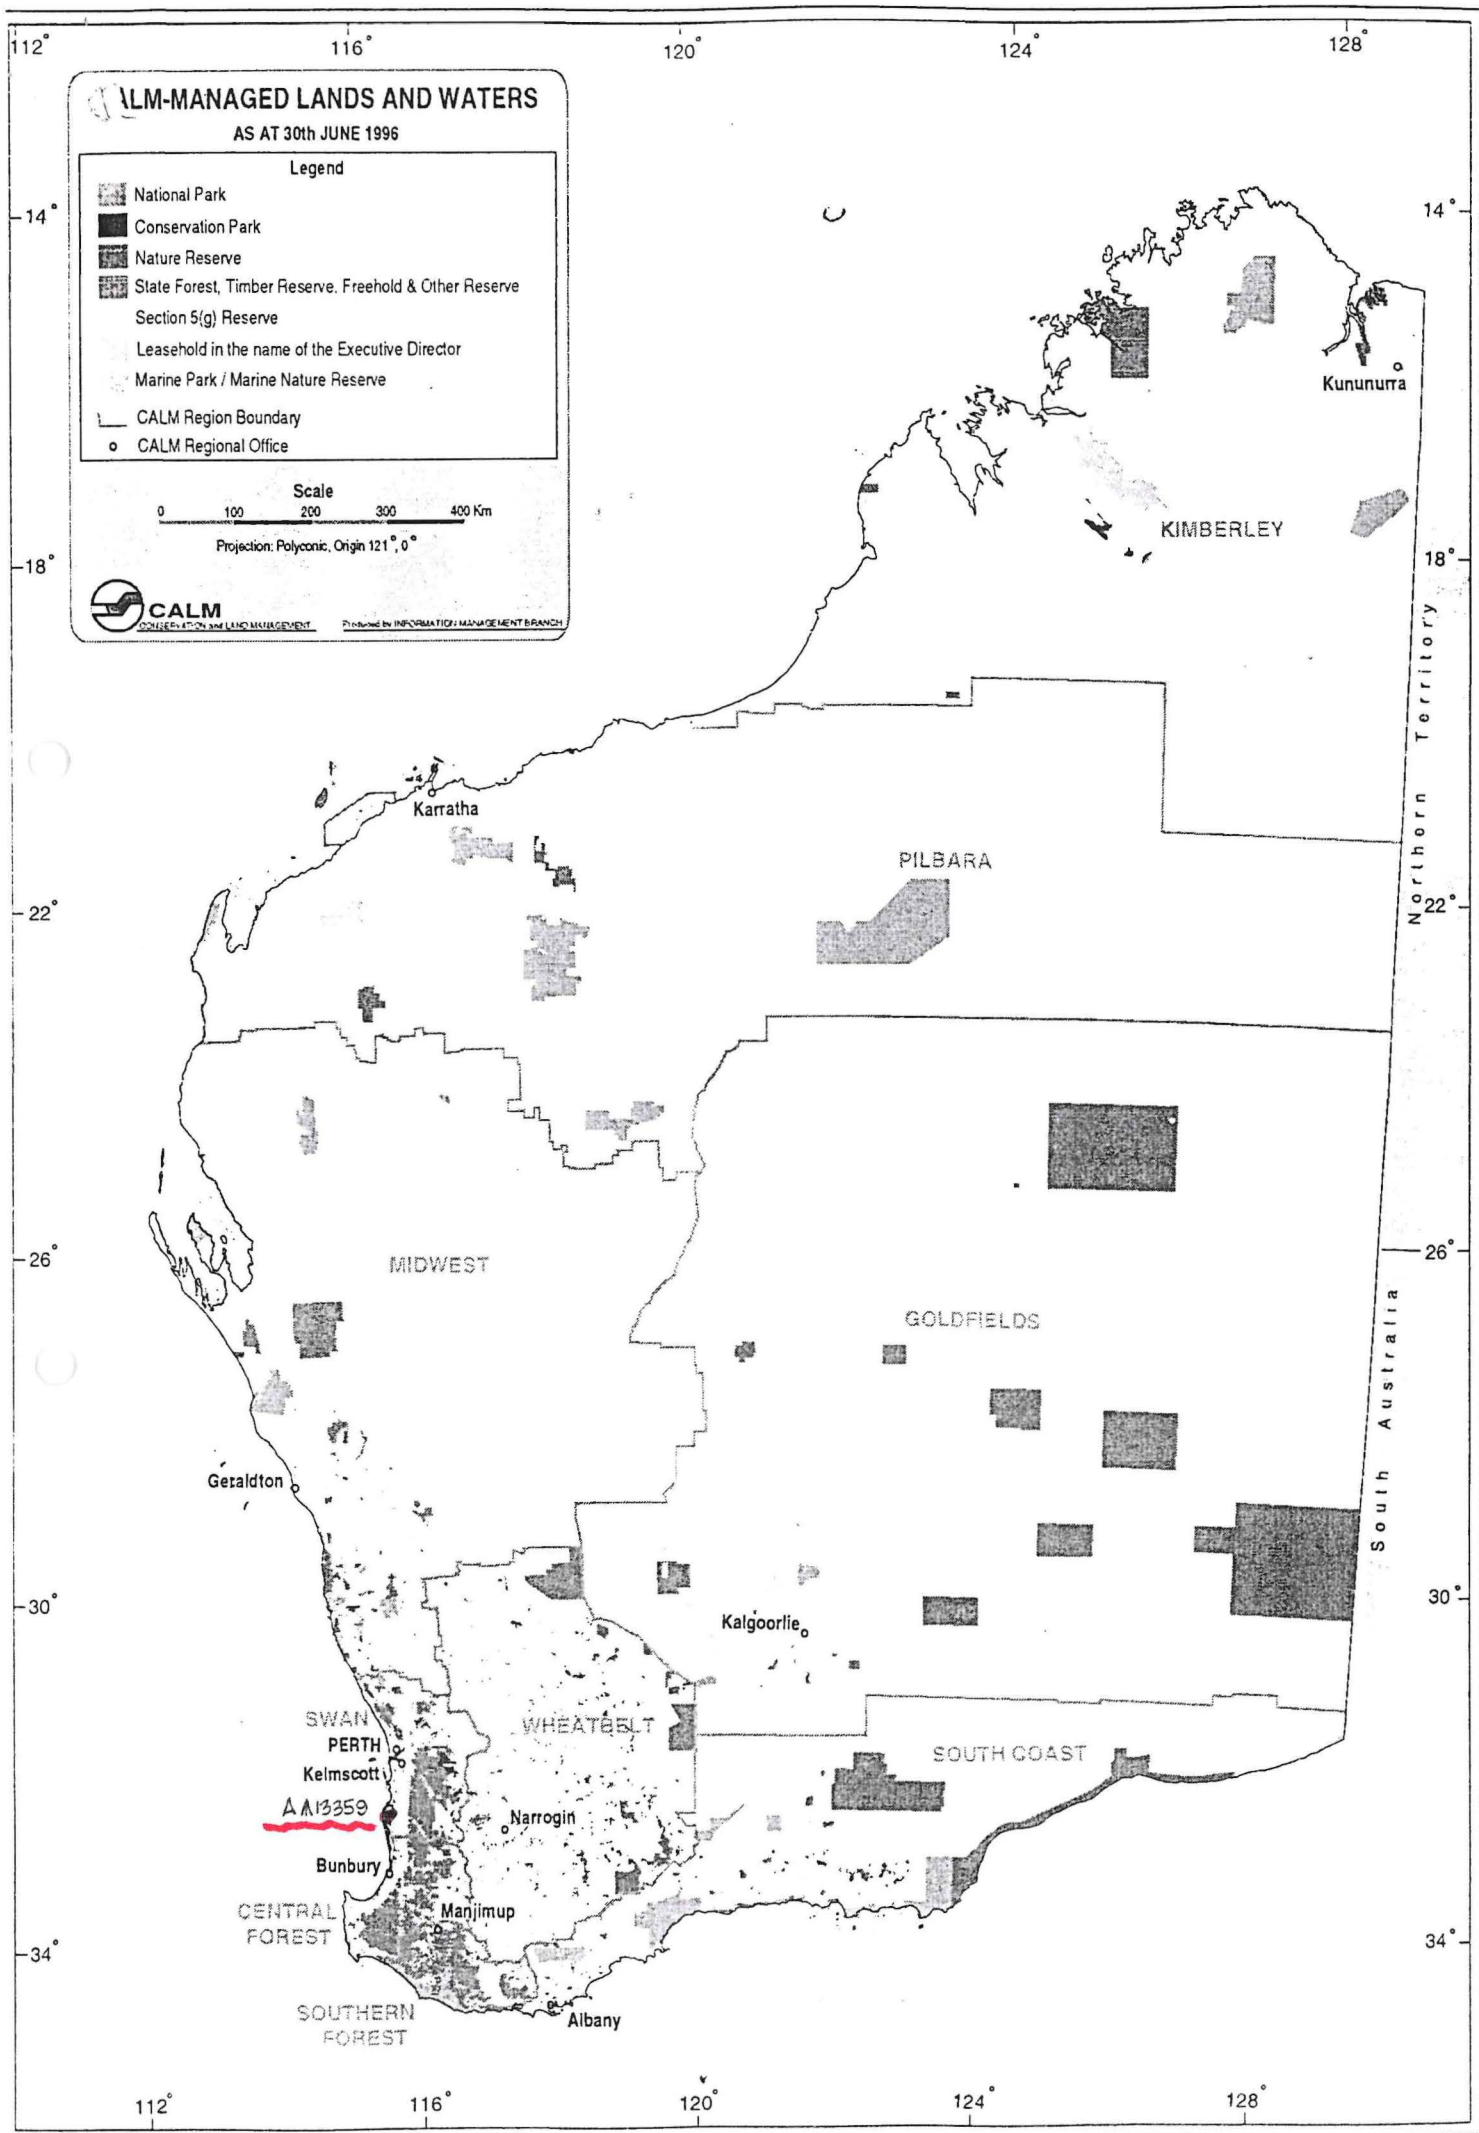 112°
116°
120°
124°
128°
ALM-MANAGED LANDS AND WATERS
AS AT 30th JUNE 1996
Legend
National Park
Conservation Park
Nature Reserve
State Forest, Timber Reserve. Freehold & Other Reserve
Section 5(g) Reserve
Leasehold in the name of the Executive Director
Marine Park / Marine Nature Reserve
CALM Region Boundary
CALM Regional Office
Scale
0 100 200 300 400 Km
Projection: Polyconic, Origin 121°, 0°
CALM
CONSERVATION and LAND MANAGEMENT
Produced by INFORMATION MANAGEMENT BRANCH
14°
14°
Kununurra
KIMBERLEY
18°
18°
Northern Territory
Karratha
PILBARA
22°
22°
MIDWEST
26°
26°
GOLDFIELDS
South Australia
Geraldton
30°
30°
Kalgoorlie
SWAN
WHEATBELT
PERTH
SOUTH COAST
Kelmscott
AA13359
Narrogin
Bunbury
CENTRAL
FOREST
Manjimup
34°
34°
SOUTHERN
FOREST
Albany
112°
116°
120°
124°
128°